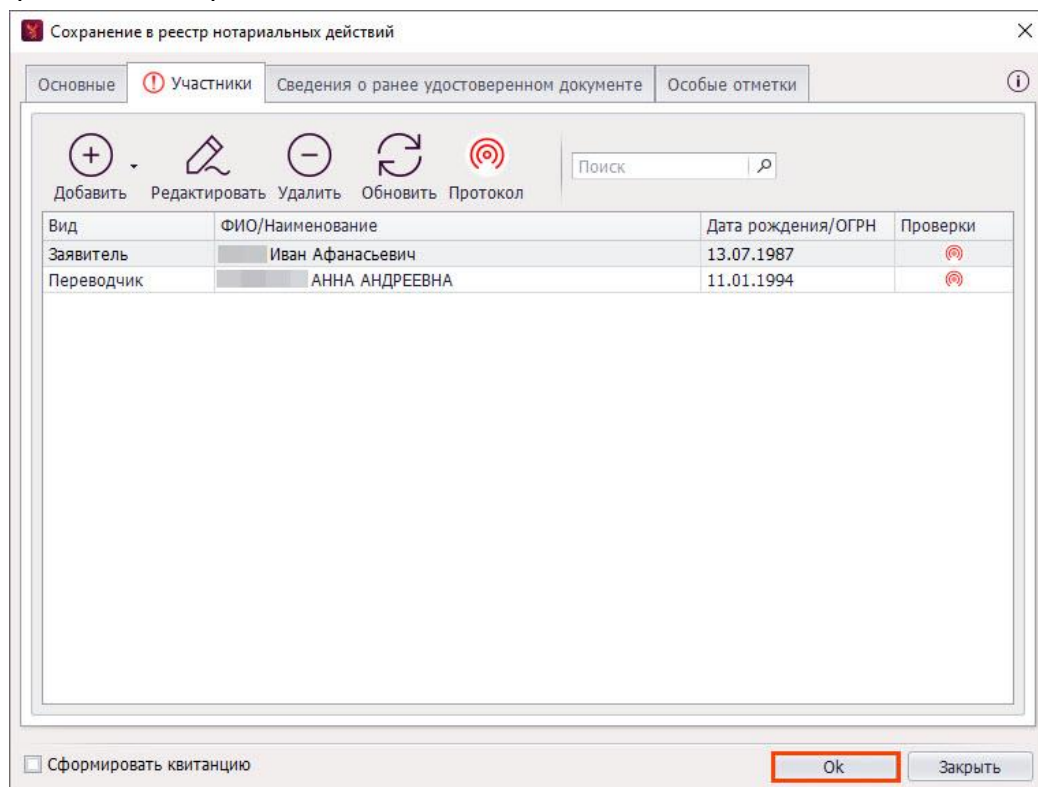 Сохранение в реестр нотариальных действий
Основные Участники Сведения о ранее удостоверенном документе Особые отметки
Добавить Редактировать Удалить Обновить Протокол Поиск
Вид ФИО/Наименование Дата рождения/ОГРН Проверки
Заявитель Иван Афанасьевич 13.07.1987
Переводчик АННА АНДРЕЕВНА 11.01.1994
Сформировать квитанцию Ok Закрыть